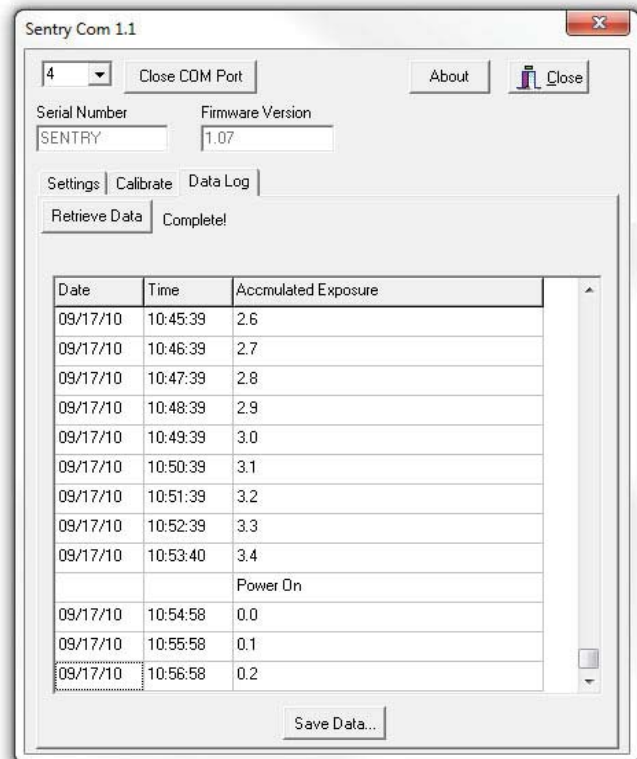 Sentry Com 1.1
4 Close COM Port About Close
Serial Number Firmware Version
SENTRY 1.07
Settings Calibrate Data Log
Retrieve Data Complete!
Date Time Accmulated Exposure
09/17/10 10:45:39 2.6
09/17/10 10:46:39 2.7
09/17/10 10:47:39 2.8
09/17/10 10:48:39 2.9
09/17/10 10:49:39 3.0
09/17/10 10:50:39 3.1
09/17/10 10:51:39 3.2
09/17/10 10:52:39 3.3
09/17/10 10:53:40 3.4
Power On
09/17/10 10:54:58 0.0
09/17/10 10:55:58 0.1
09/17/10 10:56:58 0.2
Save Data...